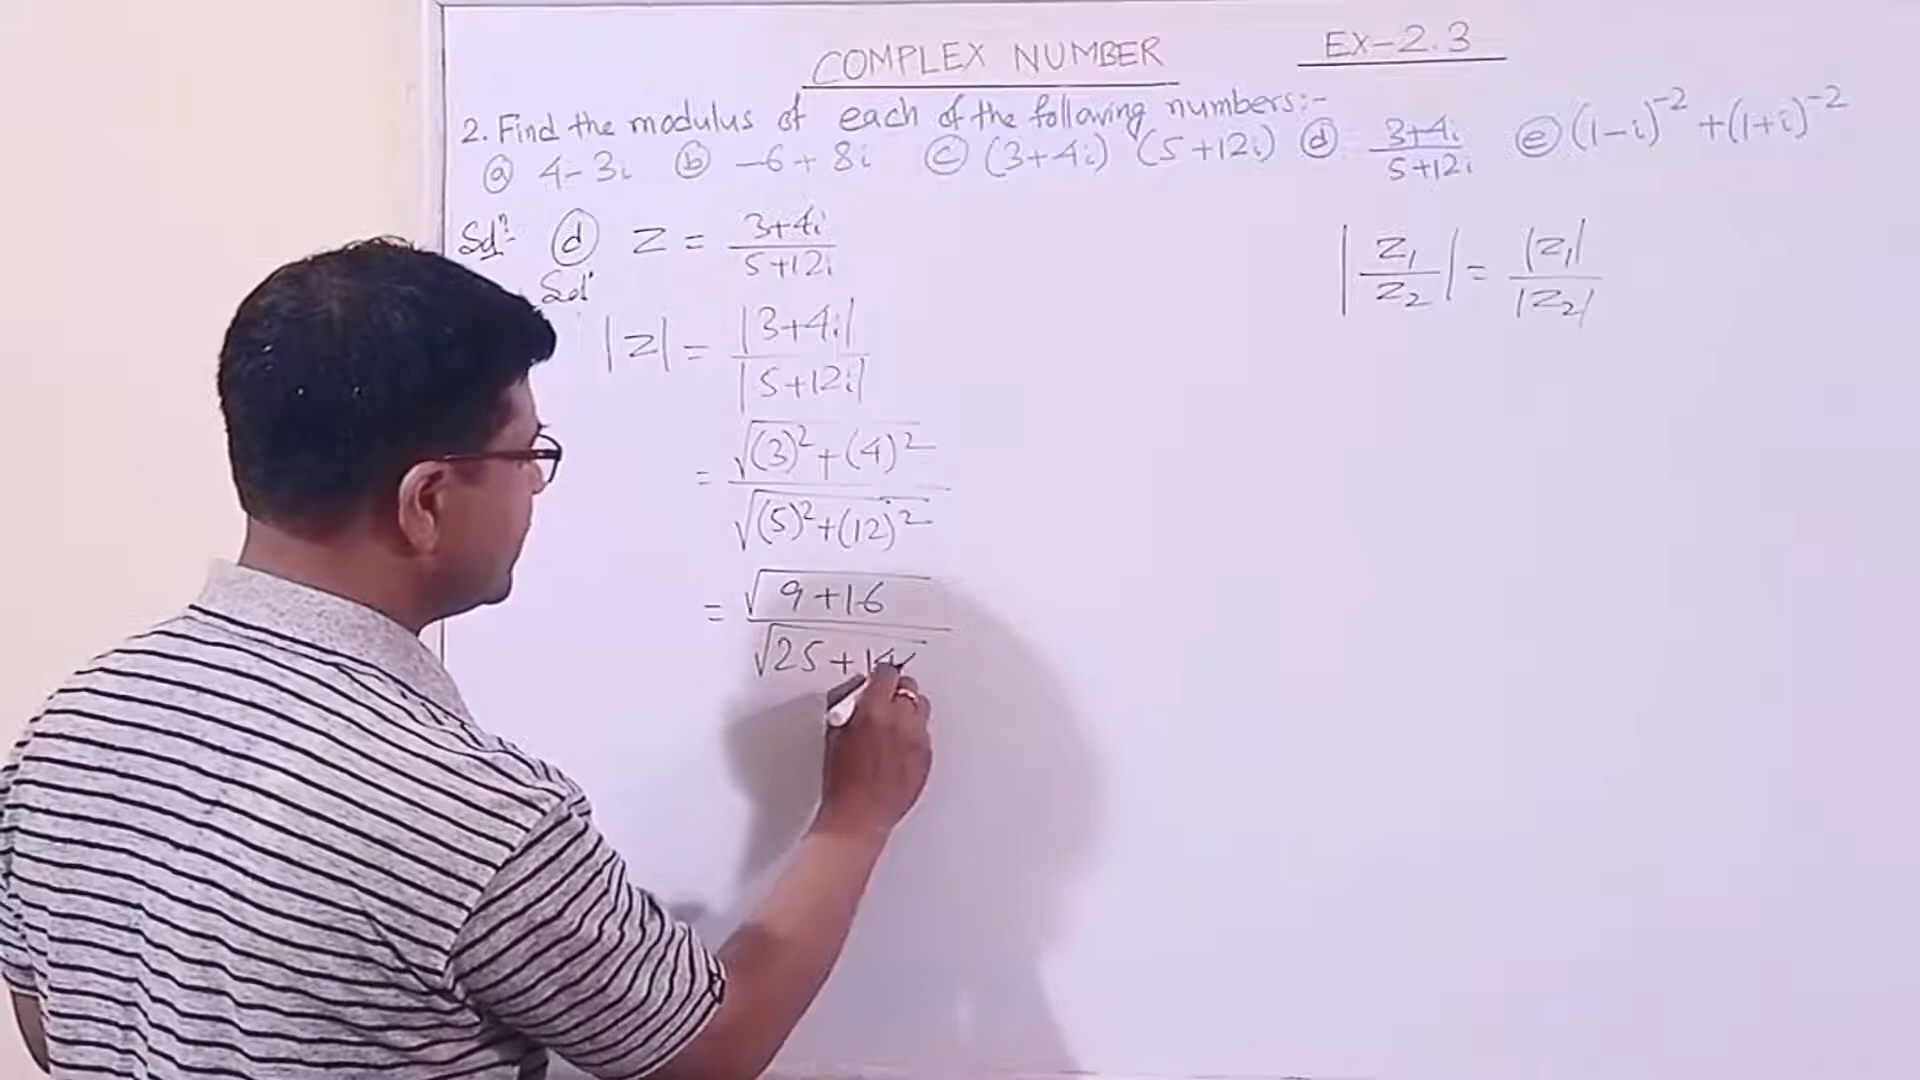 COMPLEX NUMBER EX-2.3
2. Find the modulus of each of the following numbers:-
(a) 4-3i (b) -6+8i (c) (3+4i) (5+12i) (d) 3+4i / 5+12i (e) (1-i)^-2 + (1+i)^-2
Sol^n:- (d) z = 3+4i / 5+12i
Sol^n
|z| = |3+4i| / |5+12i|
= √(3)²+(4)² / √(5)²+(12)²
= √9+16 / √25+14
|z₁/z₂| = |z₁| / |z₂|